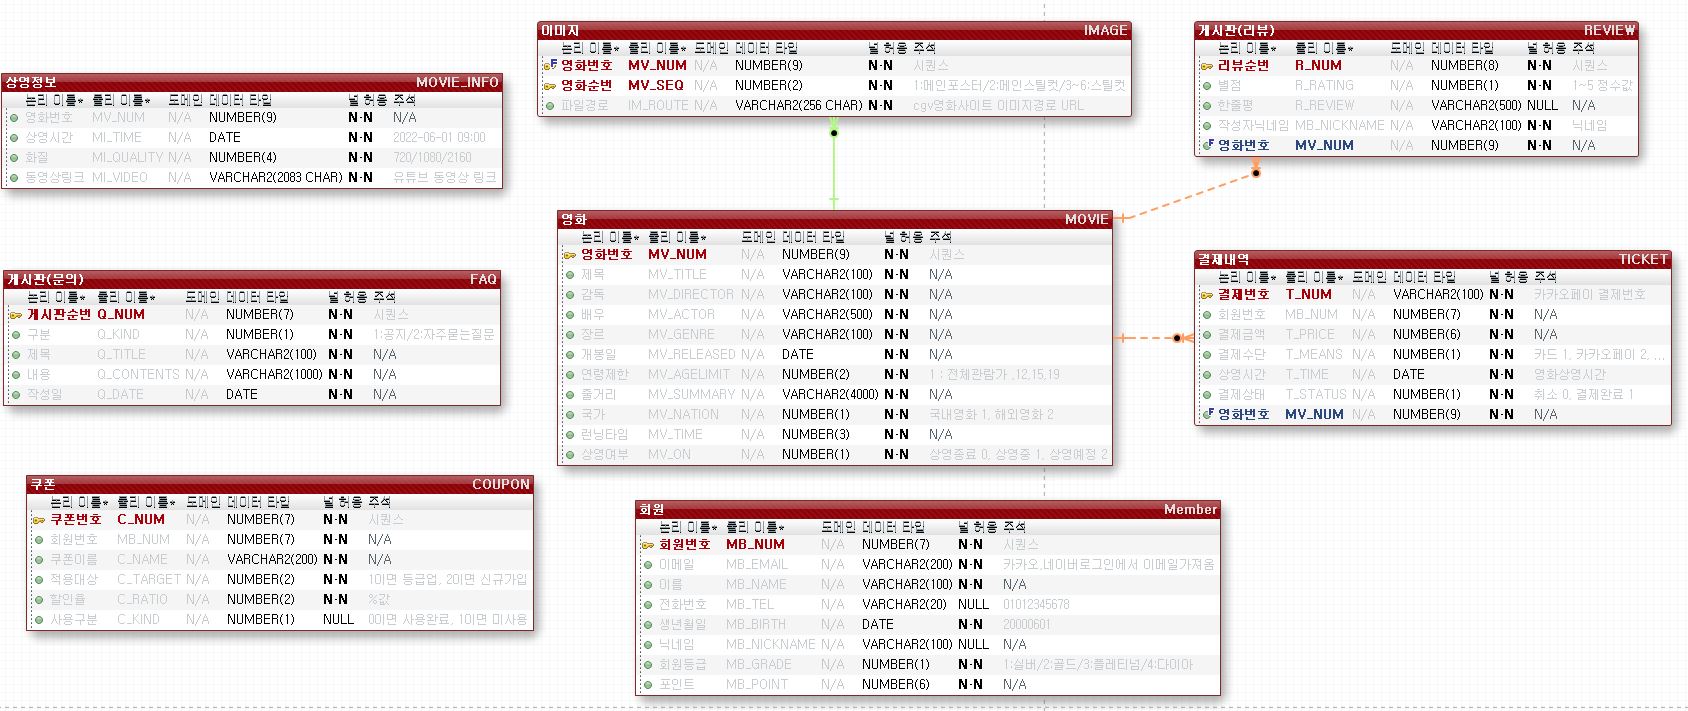 이미지 IMAGE
논리 이름* 물리 이름* 도메인 데이터 타입 널 허용 주석
영화번호 MV_NUM N/A NUMBER(9) N-N 시퀀스
영화순번 MV_SEQ N/A NUMBER(2) N-N 1:메인포스터/2:메인스틸컷/3~6:스틸컷
파일경로 IM_ROUTE N/A VARCHAR2(256 CHAR) N-N cgv영화사이트 이미지경로 URL
게시판(리뷰) REVIEW
논리 이름* 물리 이름* 도메인 데이터 타입 널 허용 주석
리뷰순번 R_NUM N/A NUMBER(8) N-N 시퀀스
별점 R_RATING N/A NUMBER(1) N-N 1~5 정수값
한줄평 R_REVIEW N/A VARCHAR2(500) NULL N/A
작성자닉네임 MB_NICKNAME N/A VARCHAR2(100) N-N 닉네임
영화번호 MV_NUM N/A NUMBER(9) N-N N/A
상영정보 MOVIE_INFO
논리 이름* 물리 이름* 도메인 데이터 타입 널 허용 주석
영화번호 MV_NUM N/A NUMBER(9) N-N N/A
상영시간 MI_TIME N/A DATE N-N 2022-06-01 09:00
화질 MI_QUALITY N/A NUMBER(4) N-N 720/1080/2160
동영상링크 MI_VIDEO N/A VARCHAR2(2083 CHAR) N-N 유튜브 동영상 링크
영화 MOVIE
논리 이름* 물리 이름* 도메인 데이터 타입 널 허용 주석
영화번호 MV_NUM N/A NUMBER(9) N-N 시퀀스
제목 MV_TITLE N/A VARCHAR2(100) N-N N/A
감독 MV_DIRECTOR N/A VARCHAR2(100) N-N N/A
배우 MV_ACTOR N/A VARCHAR2(500) N-N N/A
장르 MV_GENRE N/A VARCHAR2(100) N-N N/A
개봉일 MV_RELEASED N/A DATE N-N N/A
연령제한 MV_AGELIMIT N/A NUMBER(2) N-N 1 : 전체관람가 ,12,15,19
줄거리 MV_SUMMARY N/A VARCHAR2(4000) N-N N/A
국가 MV_NATION N/A NUMBER(1) N-N 국내영화 1, 해외영화 2
런닝타임 MV_TIME N/A NUMBER(3) N-N N/A
상영여부 MV_ON N/A NUMBER(1) N-N 상영종료 0, 상영중 1, 상영예정 2
게시판(문의) FAQ
논리 이름* 물리 이름* 도메인 데이터 타입 널 허용 주석
게시판순번 Q_NUM N/A NUMBER(7) N-N 시퀀스
구분 Q_KIND N/A NUMBER(1) N-N 1:공지/2:자주묻는질문
제목 Q_TITLE N/A VARCHAR2(100) N-N N/A
내용 Q_CONTENTS N/A VARCHAR2(1000) N-N N/A
작성일 Q_DATE N/A DATE N-N N/A
결제내역 TICKET
논리 이름* 물리 이름* 도메인 데이터 타입 널 허용 주석
결제번호 T_NUM N/A VARCHAR2(100) N-N 카카오페이 결제번호
회원번호 MB_NUM N/A NUMBER(7) N-N N/A
결제금액 T_PRICE N/A NUMBER(6) N-N N/A
결제수단 T_MEANS N/A NUMBER(1) N-N 카드 1, 카카오페이 2, ...
상영시간 T_TIME N/A DATE N-N 영화상영시간
결제상태 T_STATUS N/A NUMBER(1) N-N 취소 0, 결제완료 1
영화번호 MV_NUM N/A NUMBER(9) N-N N/A
쿠폰 COUPON
논리 이름* 물리 이름* 도메인 데이터 타입 널 허용 주석
쿠폰번호 C_NUM N/A NUMBER(7) N-N 시퀀스
회원번호 MB_NUM N/A NUMBER(7) N-N N/A
쿠폰이름 C_NAME N/A VARCHAR2(200) N-N N/A
적용대상 C_TARGET N/A NUMBER(2) N-N 1이면 등급업, 2이면 신규가입
할인율 C_RATIO N/A NUMBER(2) N-N %값
사용구분 C_KIND N/A NUMBER(1) NULL 0이면 사용완료, 1이면 미사용
회원 Member
논리 이름* 물리 이름* 도메인 데이터 타입 널 허용 주석
회원번호 MB_NUM N/A NUMBER(7) N-N 시퀀스
이메일 MB_EMAIL N/A VARCHAR2(200) N-N 카카오,네이버로그인에서 이메일가져옴
이름 MB_NAME N/A VARCHAR2(100) N-N N/A
전화번호 MB_TEL N/A VARCHAR2(20) NULL 01012345678
생년월일 MB_BIRTH N/A DATE N-N 20000601
닉네임 MB_NICKNAME N/A VARCHAR2(100) NULL N/A
회원등급 MB_GRADE N/A NUMBER(1) N-N 1:실버/2:골드/3:플레티넘/4:다이아
포인트 MB_POINT N/A NUMBER(6) N-N N/A